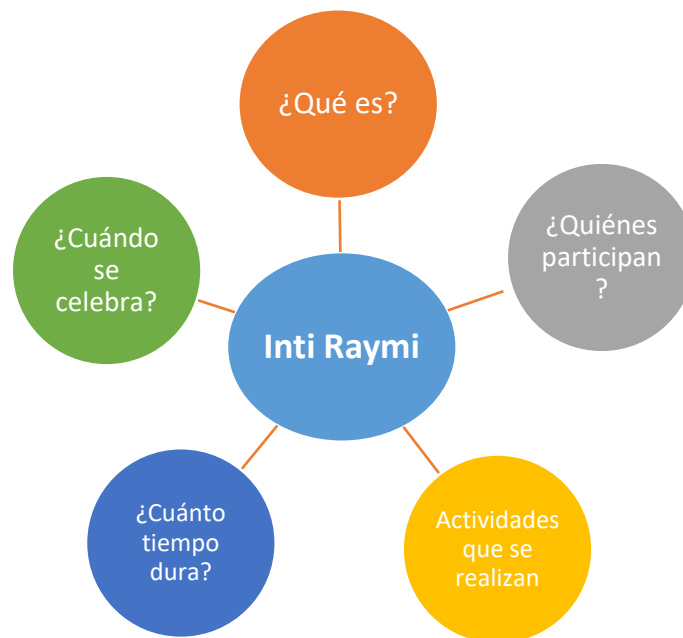 ¿Qué es?
¿Cuándo
se
celebra?
¿Quiénes
participan
?
Inti Raymi
¿Cuánto
tiempo
dura?
Actividades
que se
realizan